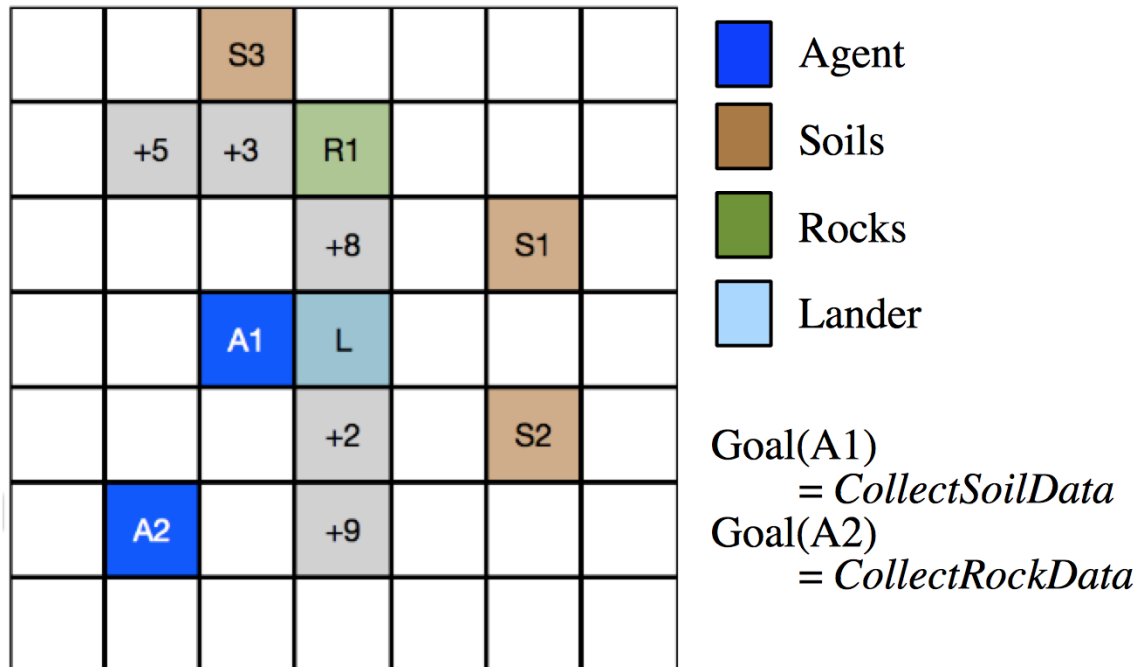 S3
+5 +3 R1
+8 S1
A1 L
+2 S2
A2 +9
Agent
Soils
Rocks
Lander
Goal(A1)
= CollectSoilData
Goal(A2)
= CollectRockData